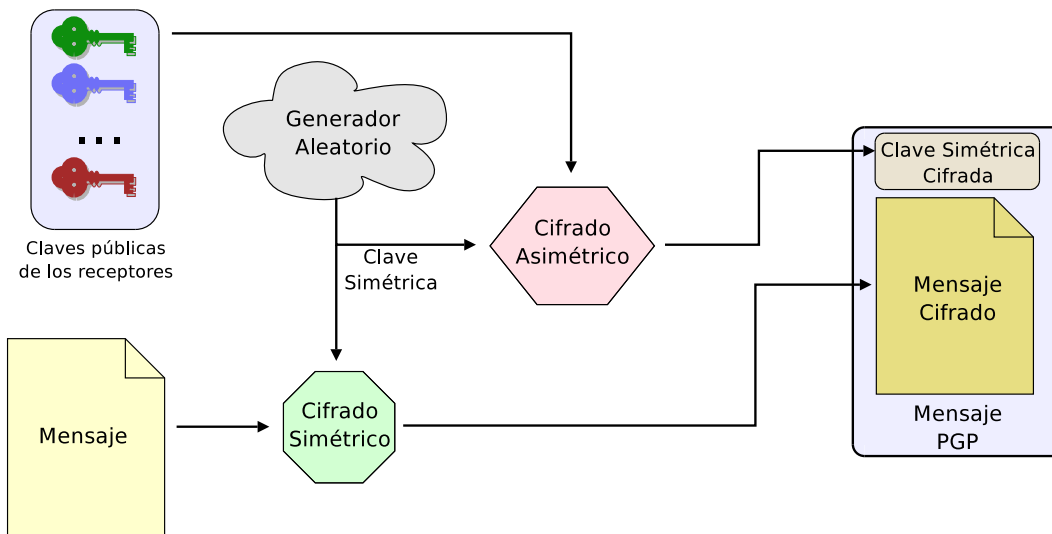 Claves públicas
de los receptores
Generador
Aleatorio
Clave
Simétrica
Cifrado
Asimétrico
Clave Simétrica
Cifrada
Mensaje
Cifrado
Mensaje
PGP
Mensaje
Cifrado
Simétrico